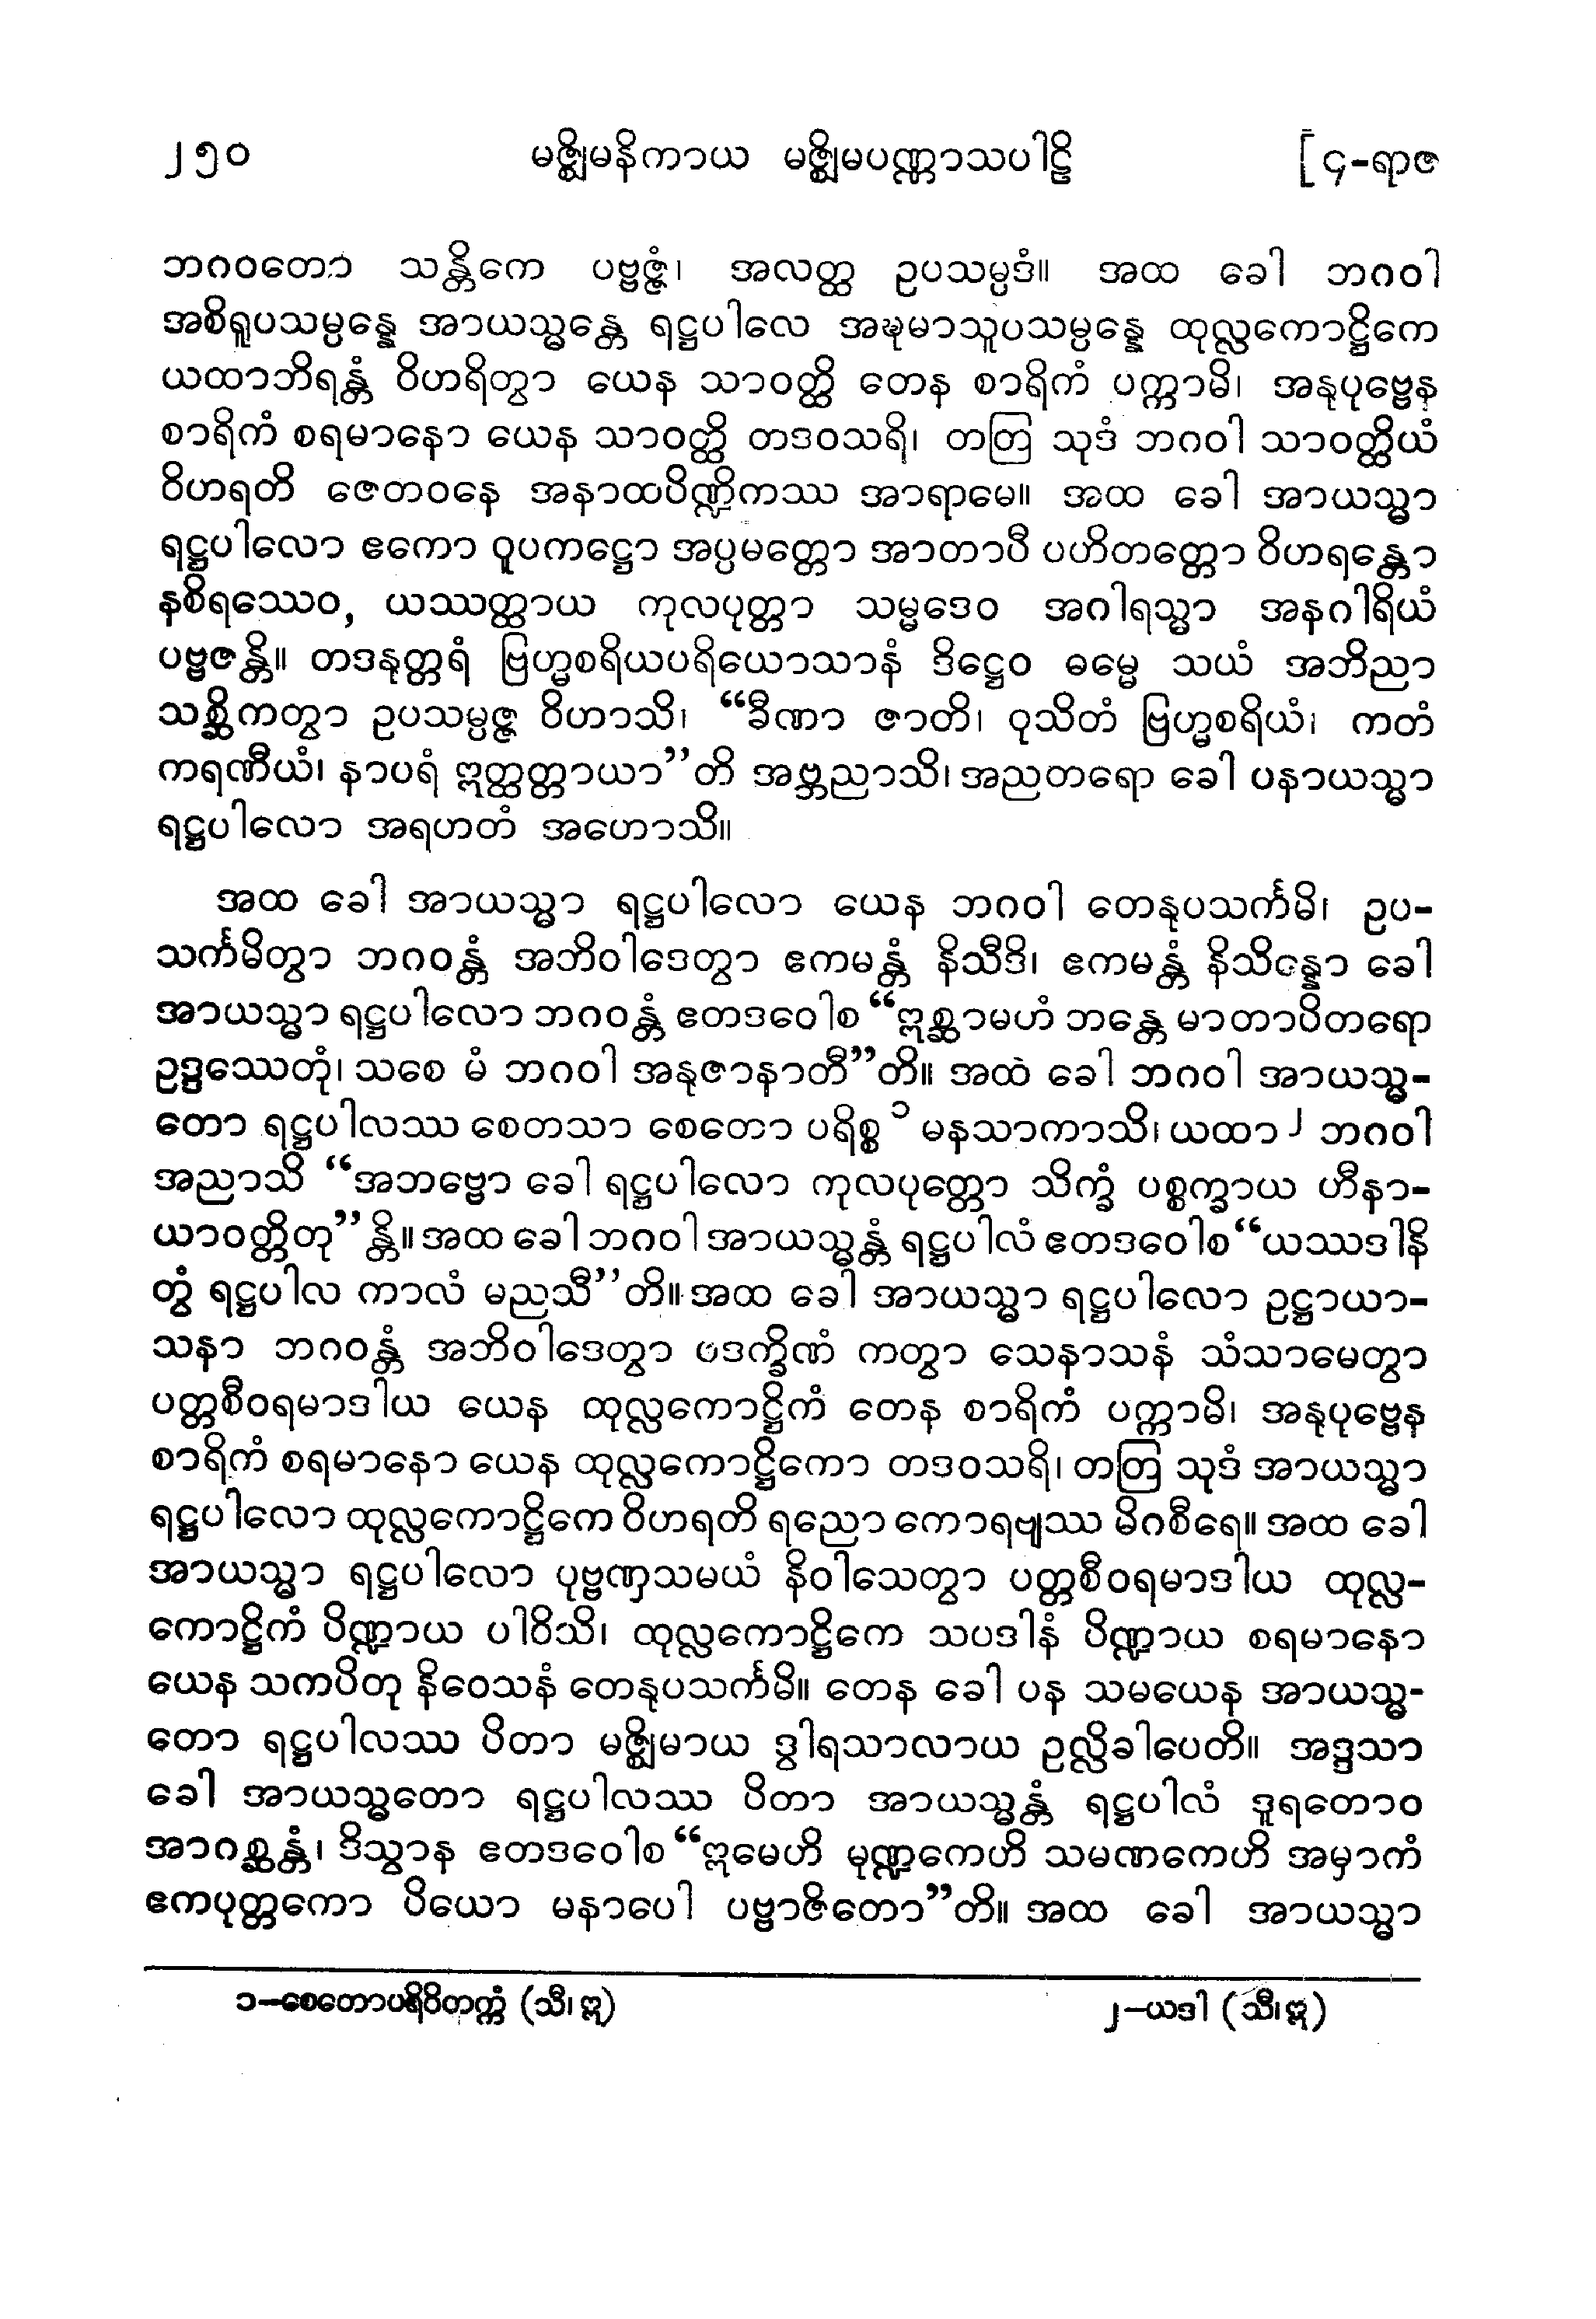 ၂၅၀ မဇ္ဈိမနိကာယ မဇ္ဈိမပဏ္ဏာသပါဠိ [ ၄-ရာဇ
ဘဂဝတော သန္တိကေ ပဗ္ဗဇ္ဇံ၊ အလတ္ထ ဥပသမ္ပဒံ။ အထ ခေါ ဘဂဝါ
အစိရူပသမ္ပန္နေ အာယသ္မန္တေ ရဋ္ဌပါလေ အဍ္ဎမာသူပသမ္ပန္နေ ထုလ္လကောဋ္ဌိကေ
ယထာဘိရန္တံ ဝိဟရိတွာ ယေန သာဝတ္ထိ တေန စာရိကံ ပက္ကာမိ၊ အနုပုဗ္ဗေန
စာရိကံ စရမာနော ယေန သာဝတ္ထိ တဒဝသရိ၊ တတြ သုဒံ ဘဂဝါ သာဝတ္ထိယံ
ဝိဟရတိ ဇေတဝနေ အနာထပိဏ္ဍိကဿ အာရာမေ။ အထ ခေါ အာယသ္မာ
ရဋ္ဌပါလော ဧကော ဝူပကဋ္ဌော အပ္ပမတ္တော အာတာပီ ပဟိတတ္တော ဝိဟရန္တော
နစိရဿေဝ, ယဿတ္ထာယ ကုလပုတ္တာ သမ္မဒေဝ အဂါရသ္မာ အနဂါရိယံ
ပဗ္ဗဇန္တိ။ တဒနုတ္တရံ ဗြဟ္မစရိယပရိယောသာနံ ဒိဋ္ဌေဝ ဓမ္မေ သယံ အဘိညာ
သစ္ဆိကတွာ ဥပသမ္ပဇ္ဇ ဝိဟာသိ၊ “ခီဏာ ဇာတိ၊ ဝုသိတံ ဗြဟ္မစရိယံ၊ ကတံ
ကရဏီယံ၊ နာပရံ ဣတ္ထတ္တာယာ”တိ အဗ္ဘညာသိ၊ အညတရော ခေါ ပနာယသ္မာ
ရဋ္ဌပါလော အရဟတံ အဟောသိ။
အထ ခေါ အာယသ္မာ ရဋ္ဌပါလော ယေန ဘဂဝါ တေနုပသင်္ကမိ၊ ဥပ-
သင်္ကမိတွာ ဘဂဝန္တံ အဘိဝါဒေတွာ ဧကမန္တံ နိသီဒိ၊ ဧကမန္တံ နိသိန္နော ခေါ
အာယသ္မာ ရဋ္ဌပါလော ဘဂဝန္တံ ဧတဒဝေါစ “ဣစ္ဆာမဟံ ဘန္တေ မာတာပိတရော
ဥဒ္ဒဿေတုံ၊ သစေ မံ ဘဂဝါ အနုဇာနာတီ”တိ။ အထ ခေါ ဘဂဝါ အာယသ္မ-
တော ရဋ္ဌပါလဿ စေတသာ စေတော ပရိစ္စ ၁ မနသာကာသိ၊ ယထာ ၂ ဘဂဝါ
အညာသိ “အဘဗ္ဗော ခေါ ရဋ္ဌပါလော ကုလပုတ္တော သိက္ခံ ပစ္စက္ခာယ ဟီနာ-
ယာဝတ္တိတု”န္တိ။ အထ ခေါ ဘဂဝါ အာယသ္မန္တံ ရဋ္ဌပါလံ ဧတဒဝေါစ “ယဿဒါနိ
တွံ ရဋ္ဌပါလ ကာလံ မညသီ”တိ။ အထ ခေါ အာယသ္မာ ရဋ္ဌပါလော ဥဋ္ဌာယာ-
သနာ ဘဂဝန္တံ အဘိဝါဒေတွာ ပဒက္ခိဏံ ကတွာ သေနာသနံ သံသာမေတွာ
ပတ္တစီဝရမာဒါယ ယေန ထုလ္လကောဋ္ဌိကံ တေန စာရိကံ ပက္ကာမိ၊ အနုပုဗ္ဗေန
စာရိကံ စရမာနော ယေန ထုလ္လကောဋ္ဌိကော တဒဝသရိ၊ တတြ သုဒံ အာယသ္မာ
ရဋ္ဌပါလော ထုလ္လကောဋ္ဌိကေ ဝိဟရတိ ရညော ကောရဗျဿ မိဂစီရေ။ အထ ခေါ
အာယသ္မာ ရဋ္ဌပါလော ပုဗ္ဗဏှသမယံ နိဝါသေတွာ ပတ္တစီဝရမာဒါယ ထုလ္လ-
ကောဋ္ဌိကံ ပိဏ္ဍာယ ပါဝိသိ၊ ထုလ္လကောဋ္ဌိကေ သပဒါနံ ပိဏ္ဍာယ စရမာနော
ယေန သကပိတု နိဝေသနံ တေနုပသင်္ကမိ။ တေန ခေါ ပန သမယေန အာယသ္မ-
တော ရဋ္ဌပါလဿ ပိတာ မဇ္ဈိမာယ ဒွါရသာလာယ ဥလ္လိခါပေတိ။ အဒ္ဒသာ
ခေါ အာယသ္မတော ရဋ္ဌပါလဿ ပိတာ အာယသ္မန္တံ ရဋ္ဌပါလံ ဒူရတောဝ
အာဂစ္ဆန္တံ၊ ဒိသွာန ဧတဒဝေါစ “ဣမေဟိ မုဏ္ဍကေဟိ သမဏကေဟိ အမှာကံ
ဧကပုတ္တကော ပိယော မနာပေါ ပဗ္ဗာဇိတော”တိ။ အထ ခေါ အာယသ္မာ
၁-စေတောပရိဝိတက္ကံ (သီ၊ ဣ) ၂-ယဒါ (သီ၊ ဣ)